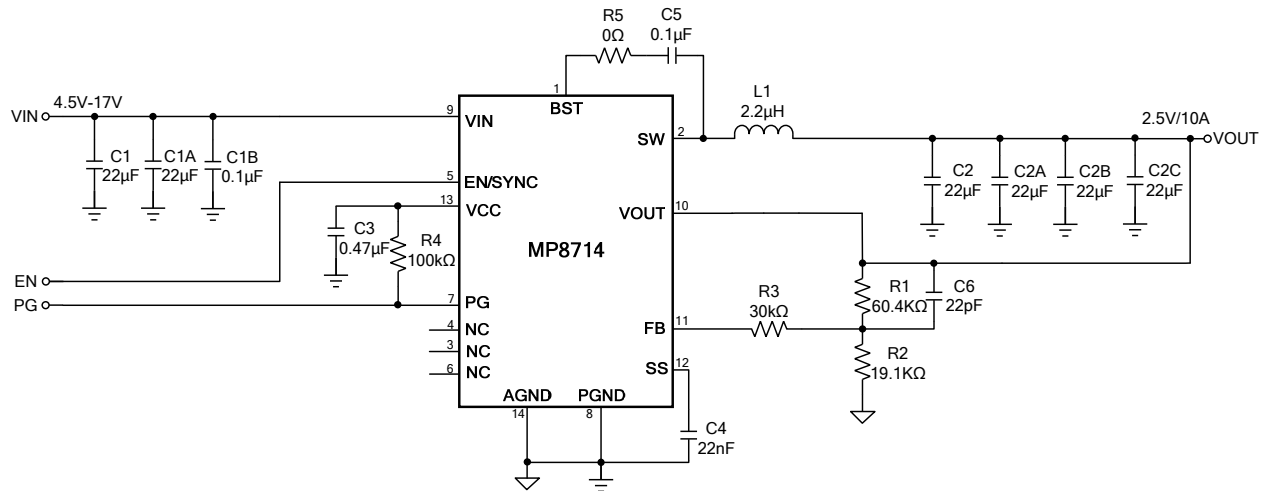 R5
0Ω
C5
0.1µF
1
BST
VIN
4.5V-17V
9
VIN
SW
2
L1
2.2µH
2.5V/10A
VOUT
C1
22µF
C1A
22µF
C1B
0.1µF
C2
22µF
C2A
22µF
C2B
22µF
C2C
22µF
5
EN/SYNC
13
VCC
VOUT
10
C3
0.47µF
R4
100kΩ
MP8714
EN
PG
7
PG
4
NC
3
NC
6
NC
R3
30kΩ
R1
60.4KΩ
C6
22pF
FB
11
SS
12
R2
19.1KΩ
AGND
PGND
14
8
C4
22nF